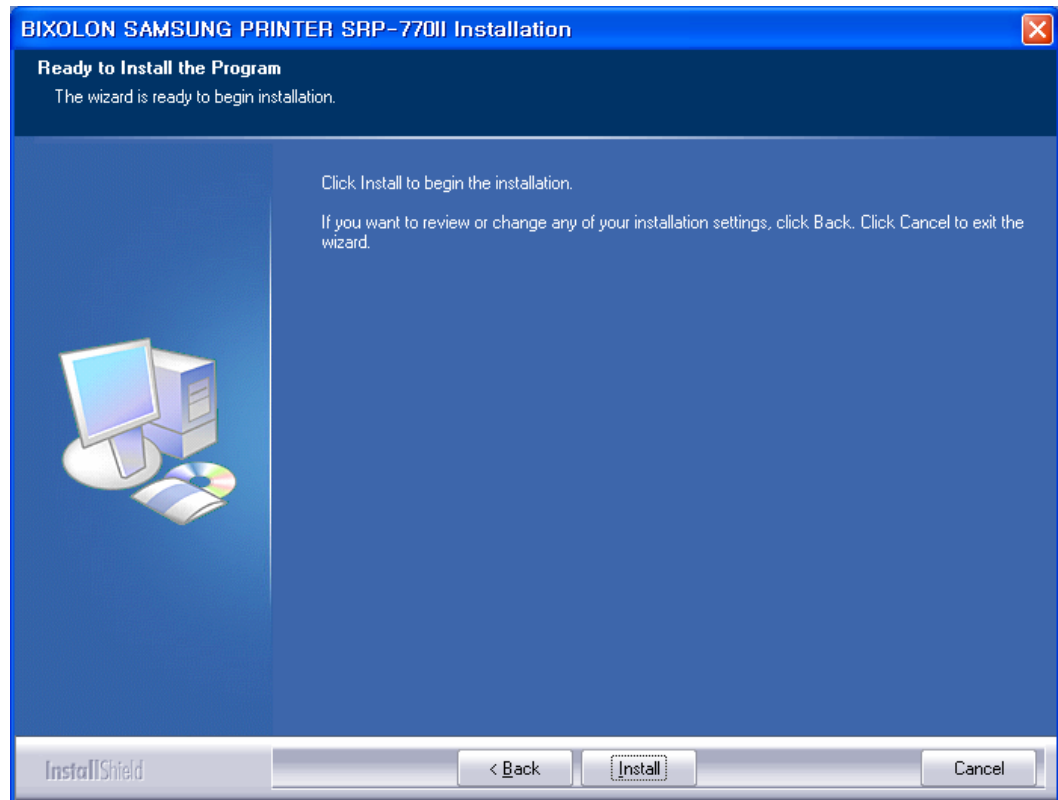 BIXOLON SAMSUNG PRINTER SRP-770II Installation
Ready to Install the Program
The wizard is ready to begin installation.
Click Install to begin the installation.
If you want to review or change any of your installation settings, click Back. Click Cancel to exit the
wizard.
InstallShield
< Back
Install
Cancel